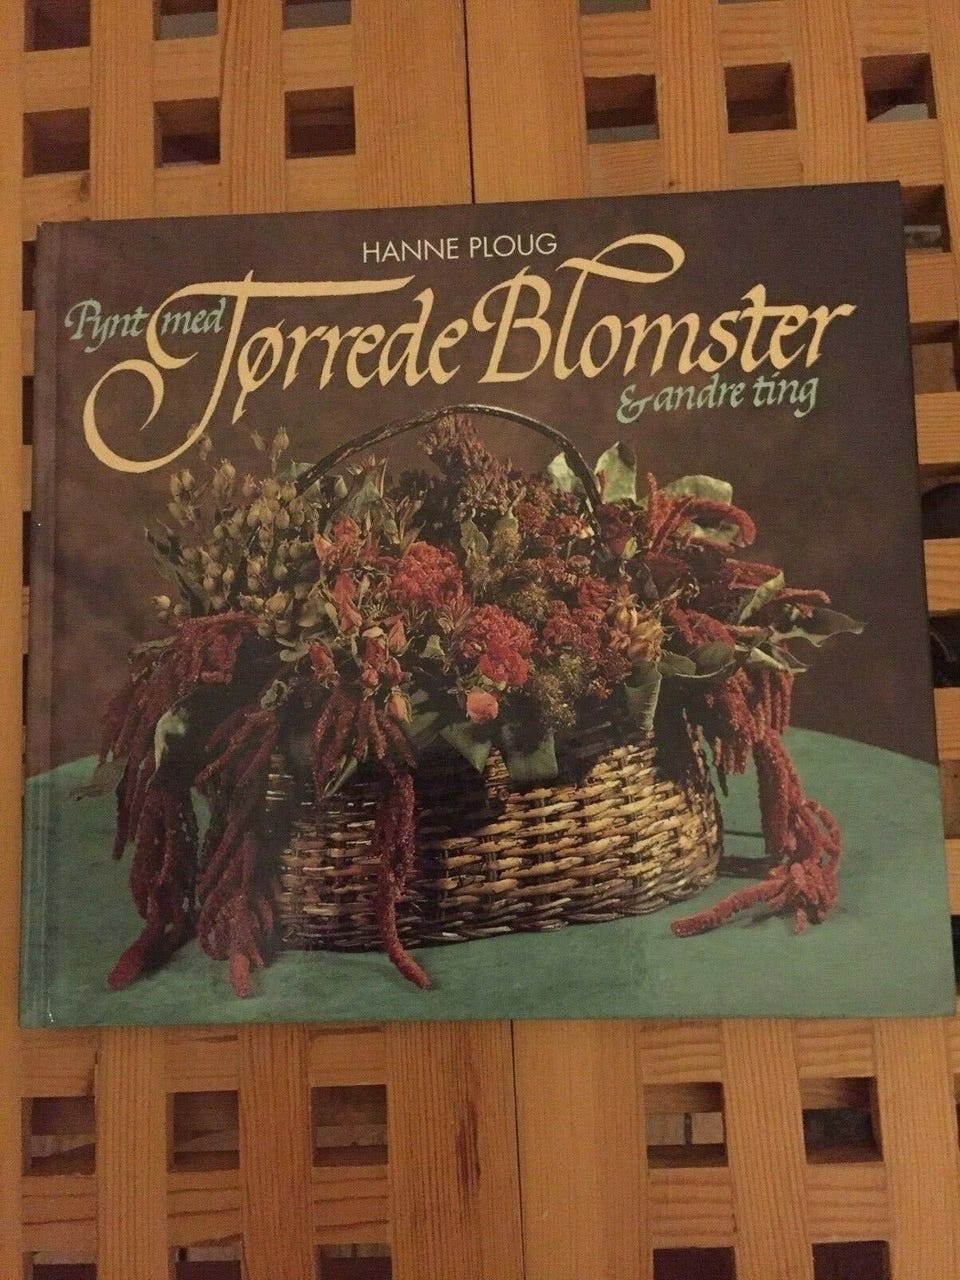 HANNE PLOUG
Pynt med Tørrede Blomster
& andre ting